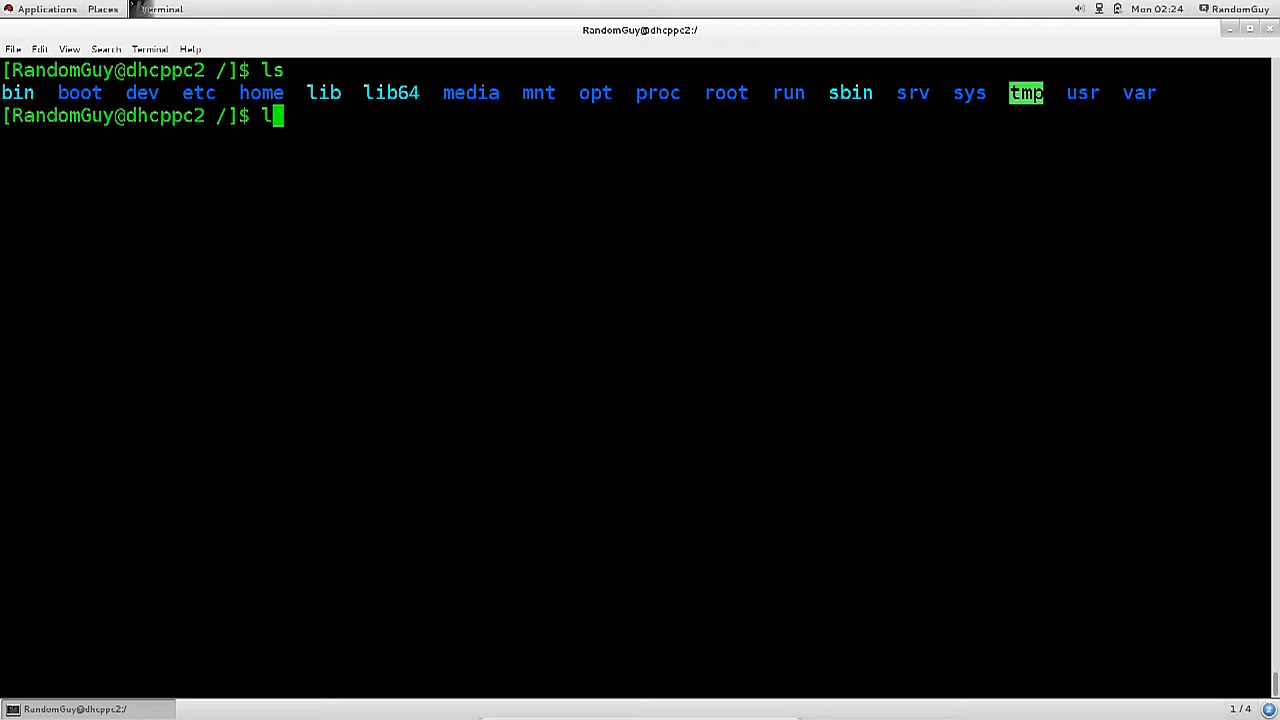 Applications Places Terminal Mon 02:24 RandomGuy
RandomGuy@dhcppc2:/
File Edit View Search Terminal Help
[RandomGuy@dhcppc2 /]$ ls
bin boot dev etc home lib lib64 media mnt opt proc root run sbin srv sys tmp usr var
[RandomGuy@dhcppc2 /]$ l
RandomGuy@dhcppc2:/ 1 / 4 2